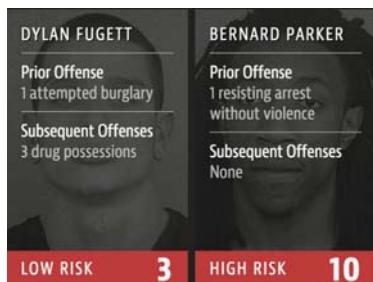 DYLAN FUGETT
Prior Offense
1 attempted burglary
Subsequent Offenses
3 drug possessions
LOW RISK 3
BERNARD PARKER
Prior Offense
1 resisting arrest
without violence
Subsequent Offenses
None
HIGH RISK 10